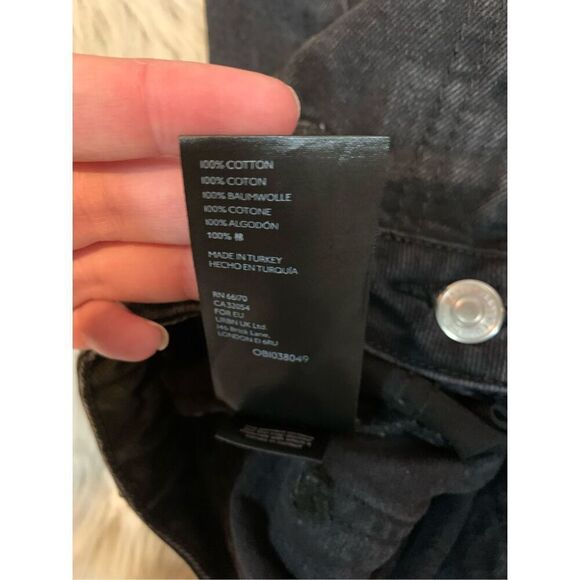 100% COTTON
100% COTON
100% BAUMWOLLE
100% COTONE
100% ALGODÓN
100% 棉
MADE IN TURKEY
HECHO EN TURQUÍA
RN 66170
CA 32054
FOR EU
URBN UK Ltd.
146 Brick Lane,
LONDON E1 6RU
OBI038049